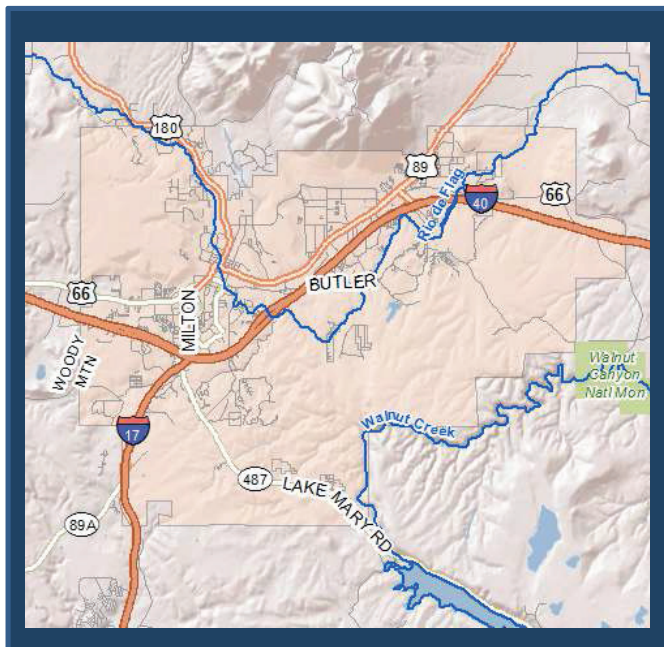 180
89
Rio de Flag
66
40
BUTLER
66
MILTON
WOODY
MTN
Walnut
Canyon
Natl Mon
Walnut Creek
17
487
LAKE MARY RD
89A